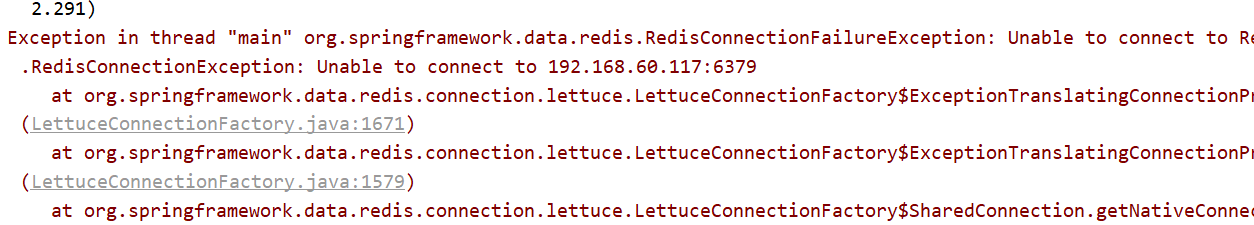 2.291)
Exception in thread "main" org.springframework.data.redis.RedisConnectionFailureException: Unable to connect to Re
.RedisConnectionException: Unable to connect to 192.168.60.117:6379
at org.springframework.data.redis.connection.lettuce.LettuceConnectionFactory$ExceptionTranslatingConnectionPr
(LettuceConnectionFactory.java:1671)
at org.springframework.data.redis.connection.lettuce.LettuceConnectionFactory$ExceptionTranslatingConnectionPr
(LettuceConnectionFactory.java:1579)
at org.springframework.data.redis.connection.lettuce.LettuceConnectionFactory$SharedConnection.getNativeConnec